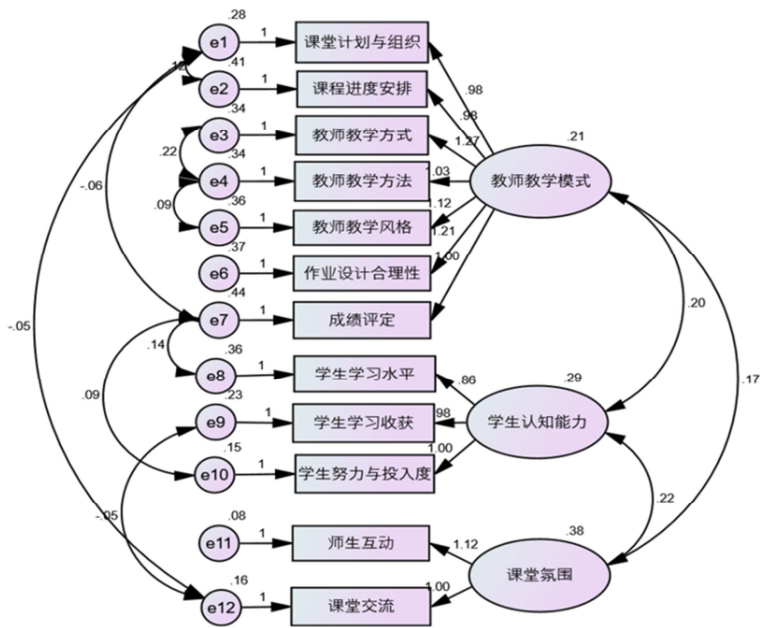 .28
e1
1
课堂计划与组织
.12
.41
e2
1
课程进度安排
.98
.34
.98
e3
1
教师教学方式
1.27
.21
.22
.34
e4
1
教师教学方法
1.03
教师教学模式
-.06
.36
.09
e5
1
教师教学风格
1.12
1.21
.37
e6
1
作业设计合理性
1.00
.44
e7
1
成绩评定
.20
-.05
.14
.36
e8
1
学生学习水平
.86
.29
.17
.09
.23
e9
1
学生学习收获
.98
学生认知能力
.15
1.00
e10
1
学生努力与投入度
.22
-.05
.08
e11
1
师生互动
1.12
.38
课堂氛围
.16
1.00
e12
1
课堂交流